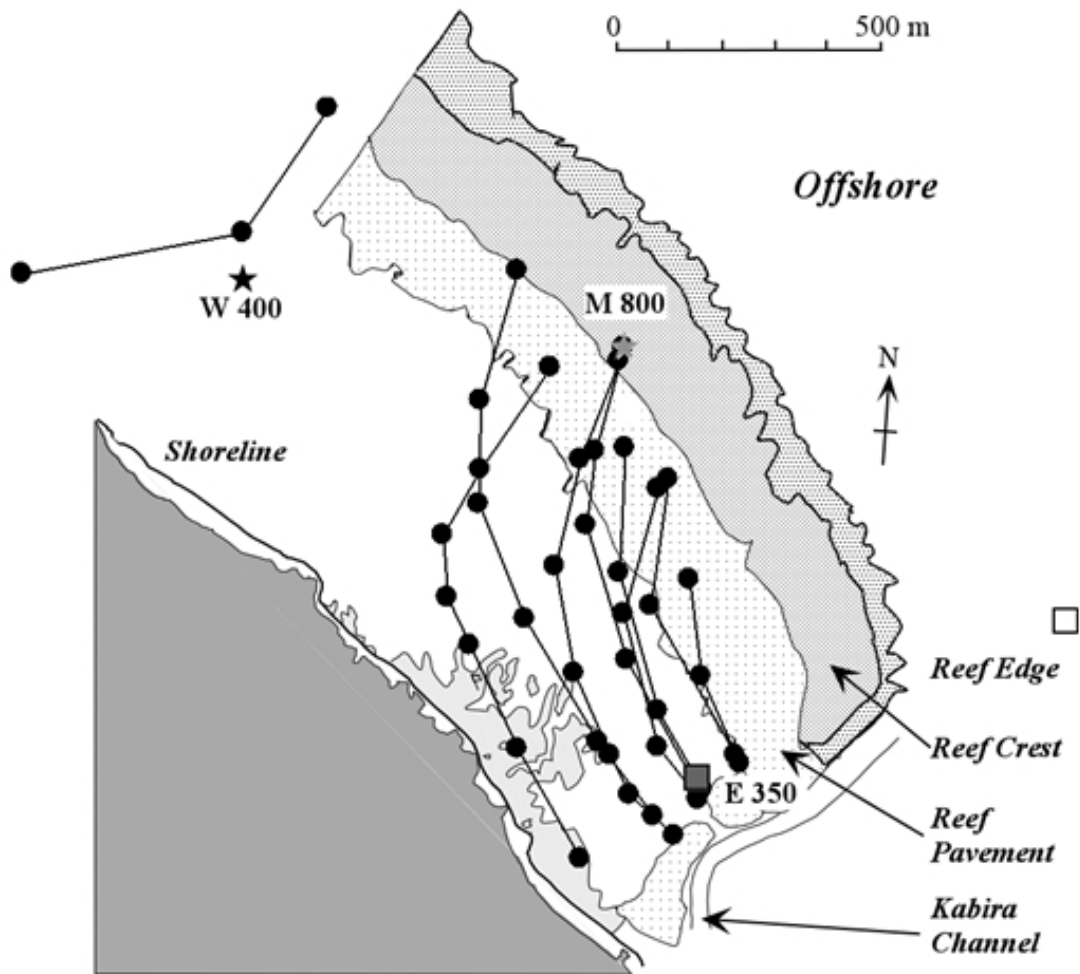 0 500 m
Offshore
M 800
W 400
N
Shoreline
Reef Edge
Reef Crest
E 350
Reef
Pavement
Kabira
Channel